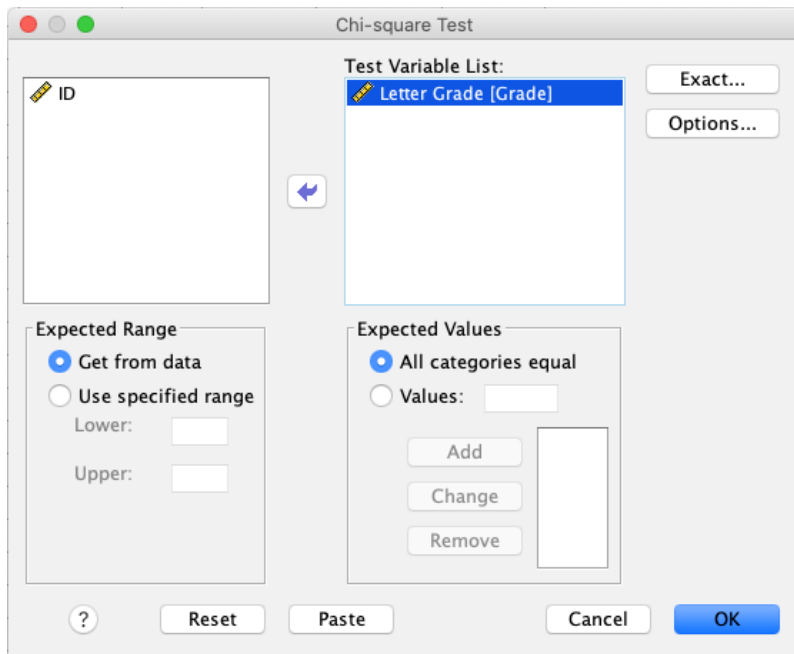 Chi-square Test
Test Variable List:
ID
Letter Grade [Grade]
Exact...
Options...
Expected Range
Get from data
Use specified range
Lower:
Upper:
Expected Values
All categories equal
Values:
Add
Change
Remove
?
Reset
Paste
Cancel
OK